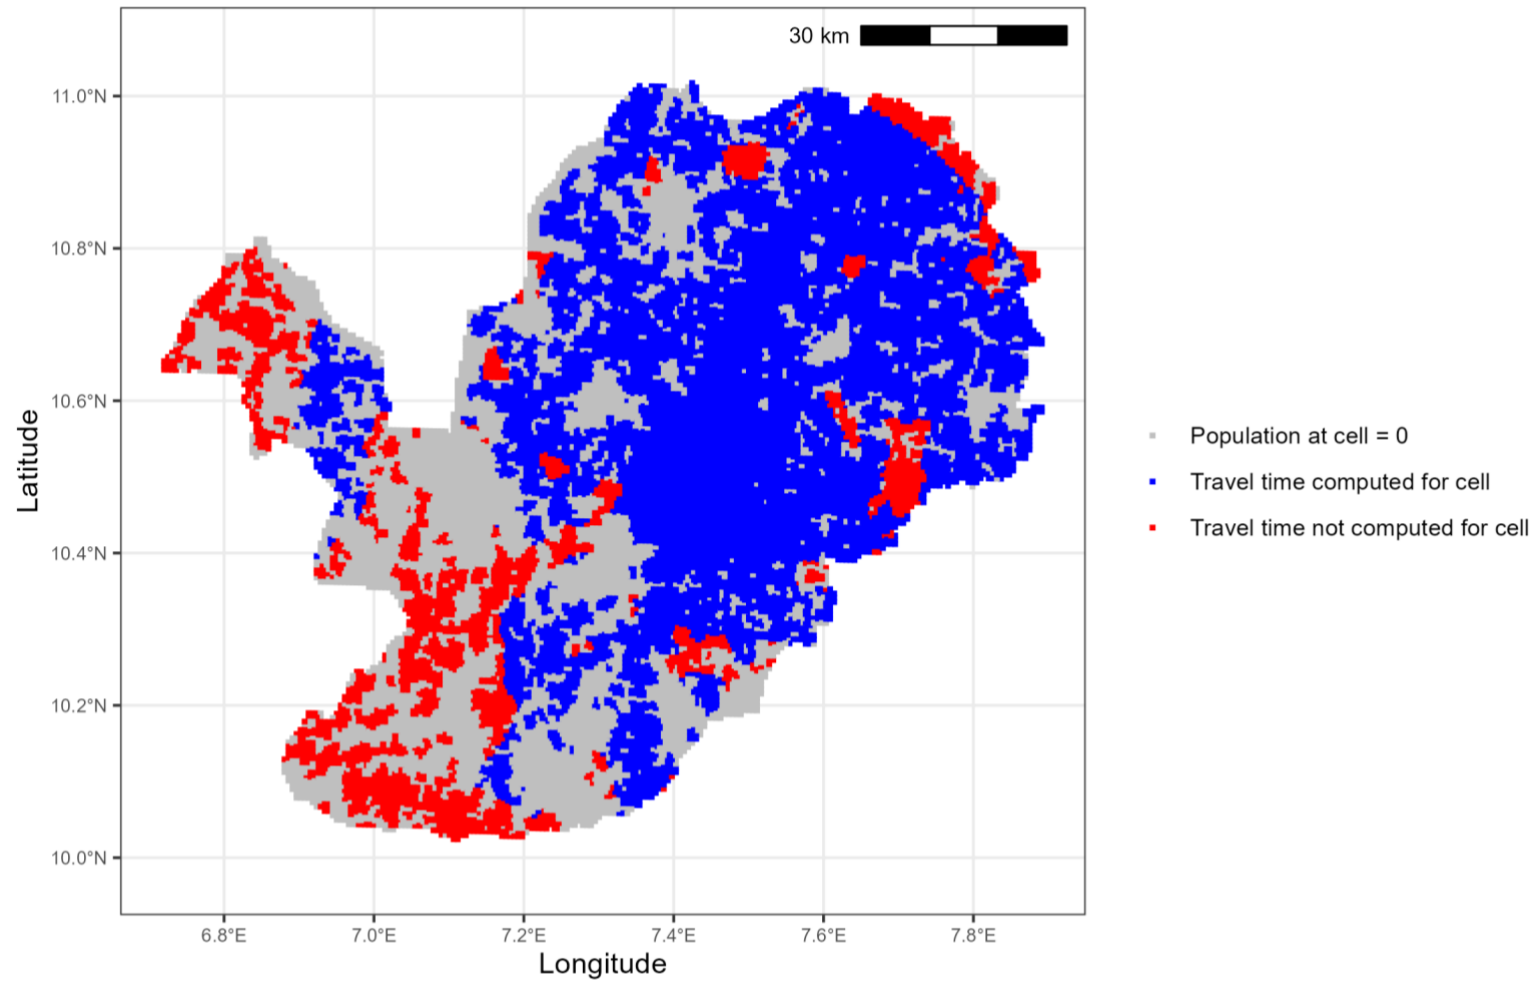 30 km
11.0°N
10.8°N
10.6°N
10.4°N
10.2°N
10.0°N
Latitude
6.8°E 7.0°E 7.2°E 7.4°E 7.6°E 7.8°E
Longitude
Population at cell = 0
Travel time computed for cell
Travel time not computed for cell